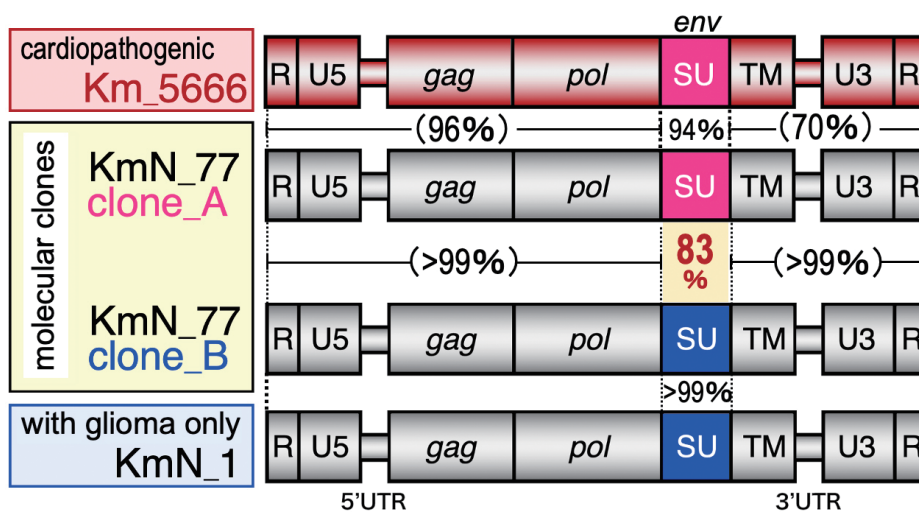 env
cardiopathogenic
Km_5666
R U5 gag pol SU TM U3 R
(96%) 94% (70%)
molecular clones
KmN_77
clone_A
R U5 gag pol SU TM U3 R
(>99%) 83 % (>99%)
KmN_77
clone_B
R U5 gag pol SU TM U3 R
>99%
with glioma only
KmN_1
R U5 gag pol SU TM U3 R
5’UTR 3’UTR